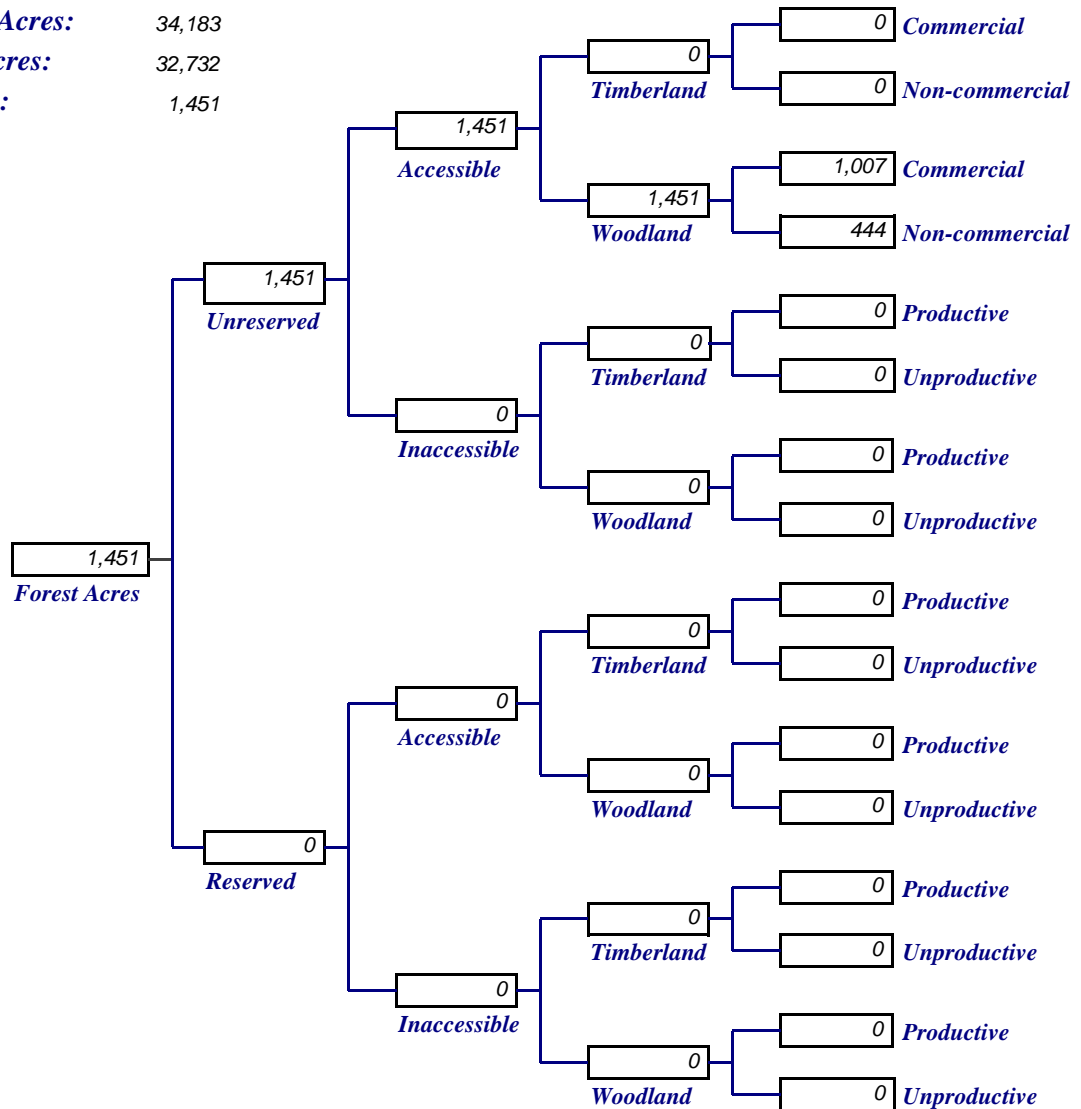 Acres: 34,183
cres: 32,732
: 1,451
0 Commercial
0
Timberland
0 Non-commercial
1,451
Accessible
1,007 Commercial
1,451
Woodland
444 Non-commercial
1,451
Unreserved
0 Productive
0
Timberland
0 Unproductive
0
Inaccessible
0 Productive
0
Woodland
0 Unproductive
1,451
Forest Acres
0 Productive
0
Timberland
0 Unproductive
0
Accessible
0 Productive
0
Woodland
0 Unproductive
0
Reserved
0 Productive
0
Timberland
0 Unproductive
0
Inaccessible
0 Productive
0
Woodland
0 Unproductive